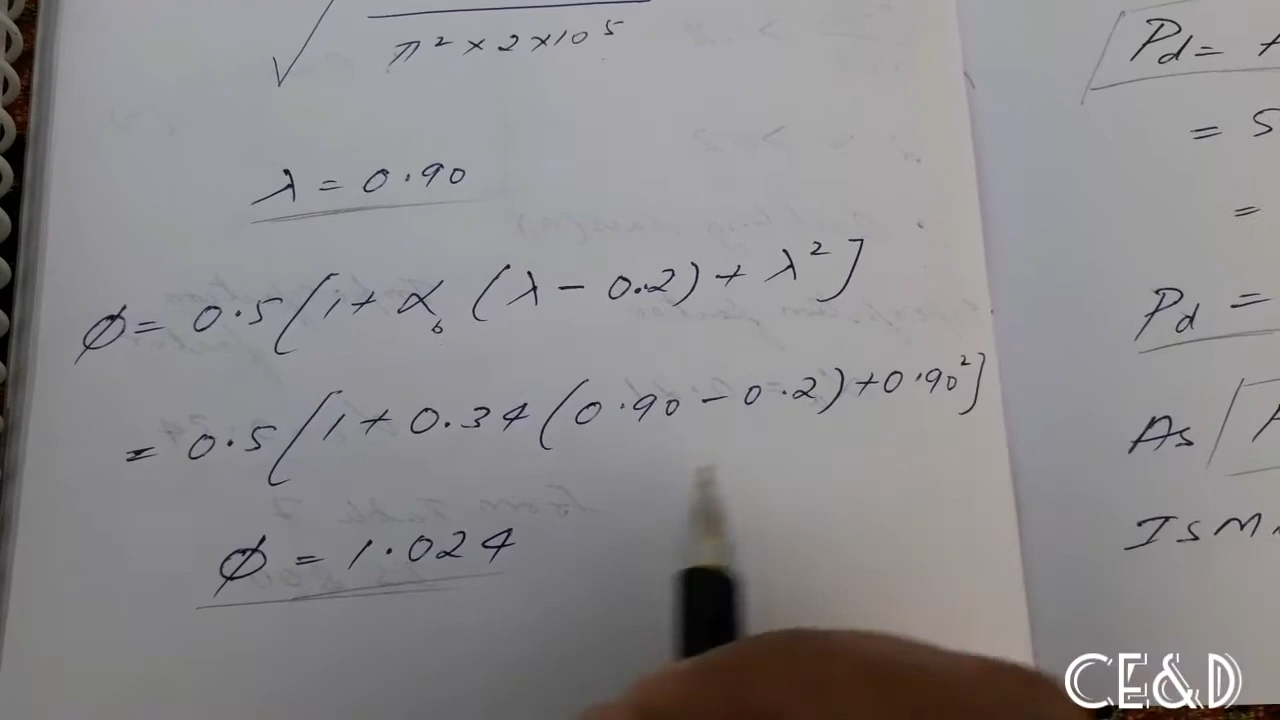 √ π² × 2 × 10⁵
λ = 0.90
φ = 0.5 [1 + α₆ (λ - 0.2) + λ²]
= 0.5 [1 + 0.34 (0.90 - 0.2) + 0.90²]
φ = 1.024
Pd =
= S
=
Pd =
As
ISM
CE&D